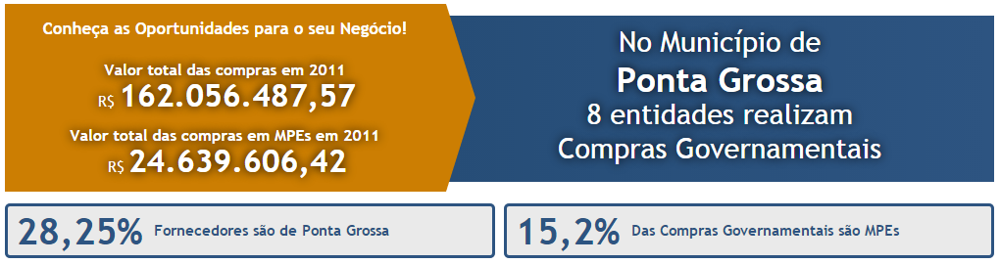 Conheça as Oportunidades para o seu Negócio!
Valor total das compras em 2011
R$ 162.056.487,57
Valor total das compras em MPEs em 2011
R$ 24.639.606,42
No Município de
Ponta Grossa
8 entidades realizam
Compras Governamentais
28,25% Fornecedores são de Ponta Grossa
15,2% Das Compras Governamentais são MPEs